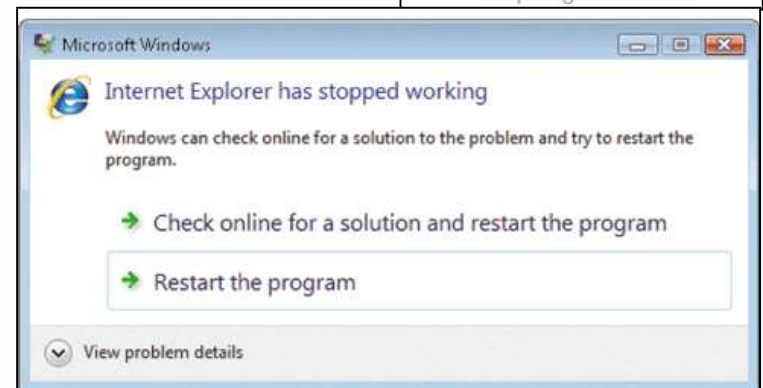 Microsoft Windows
Internet Explorer has stopped working
Windows can check online for a solution to the problem and try to restart the
program.
Check online for a solution and restart the program
Restart the program
View problem details